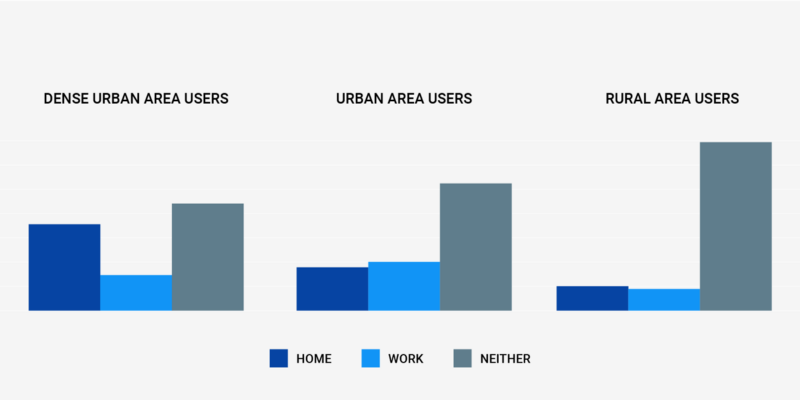 DENSE URBAN AREA USERS
URBAN AREA USERS
RURAL AREA USERS
HOME
WORK
NEITHER